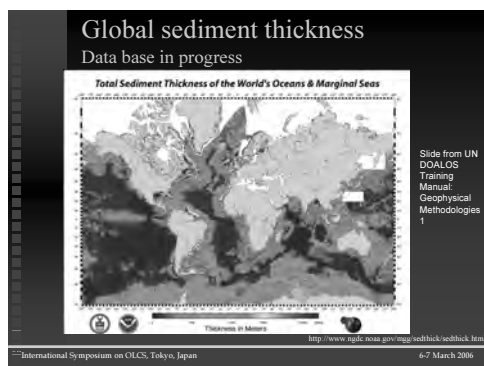 Global sediment thickness
Data base in progress
Total Sediment Thickness of the World's Oceans & Marginal Seas
Slide from UN
DOALOS
Training
Manual:
Geophysical
Methodologies
1
Thickness in Meters
http://www.ngdc.noaa.gov/mgg/sedthick/sedthick.htm
International Symposium on OLCS, Tokyo, Japan
6-7 March 2006